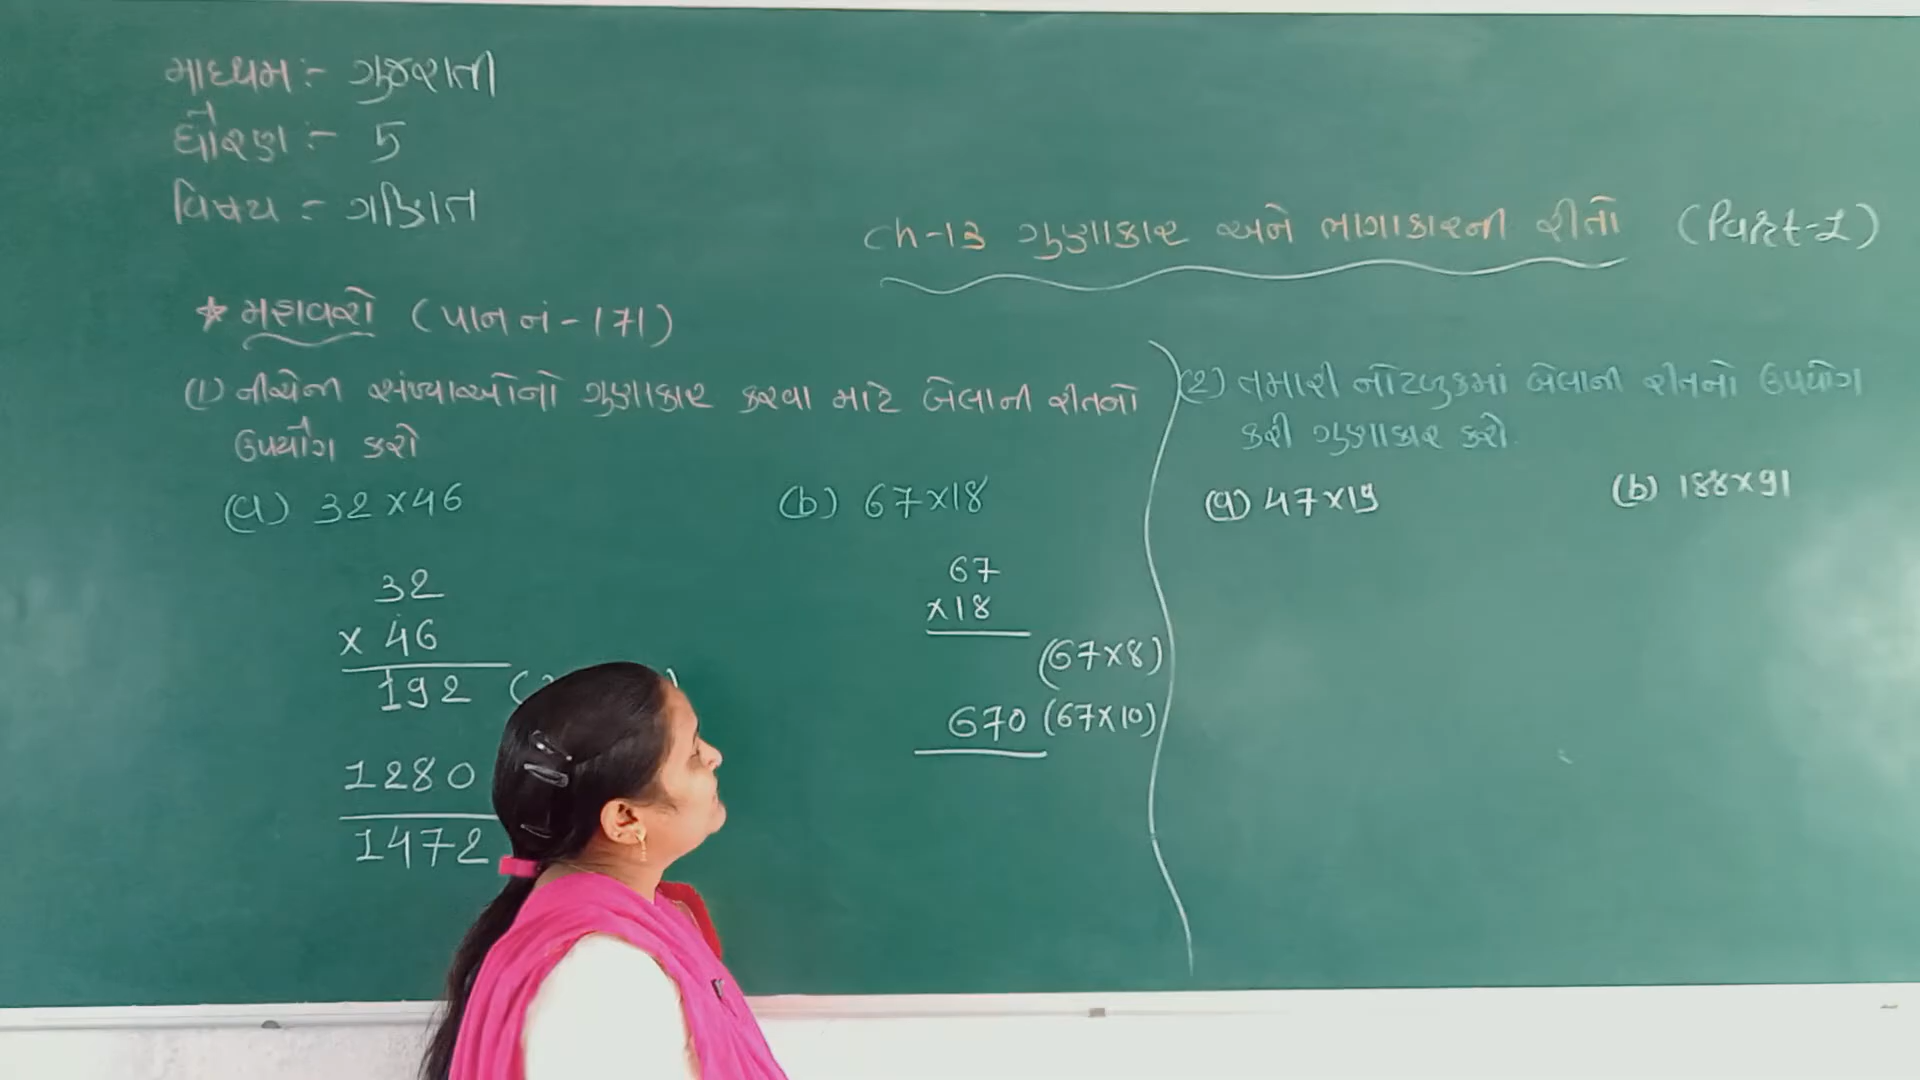 માધ્યમ :- ગુજરાતી
ધોરણ :- 5
વિષય :- ગણિત
Ch-13 ગુણાકાર અને ભાગાકારની રીતો (Part-1)
* મહાવરો (પાન નં - 171)
(1) નીચેની સંખ્યાઓનો ગુણાકાર કરવા માટે બેલાની રીતનો
ઉપયોગ કરો
(a) 32 × 46
(b) 67 × 18
32
× 46
192 (
1280
1472
67
× 18
(67 × 8)
670 (67 × 10)
(2) તમારી નોટબુકમાં બેલાની રીતનો ઉપયોગ
કરી ગુણાકાર કરો.
(a) 47 × 19
(b) 188 × 91